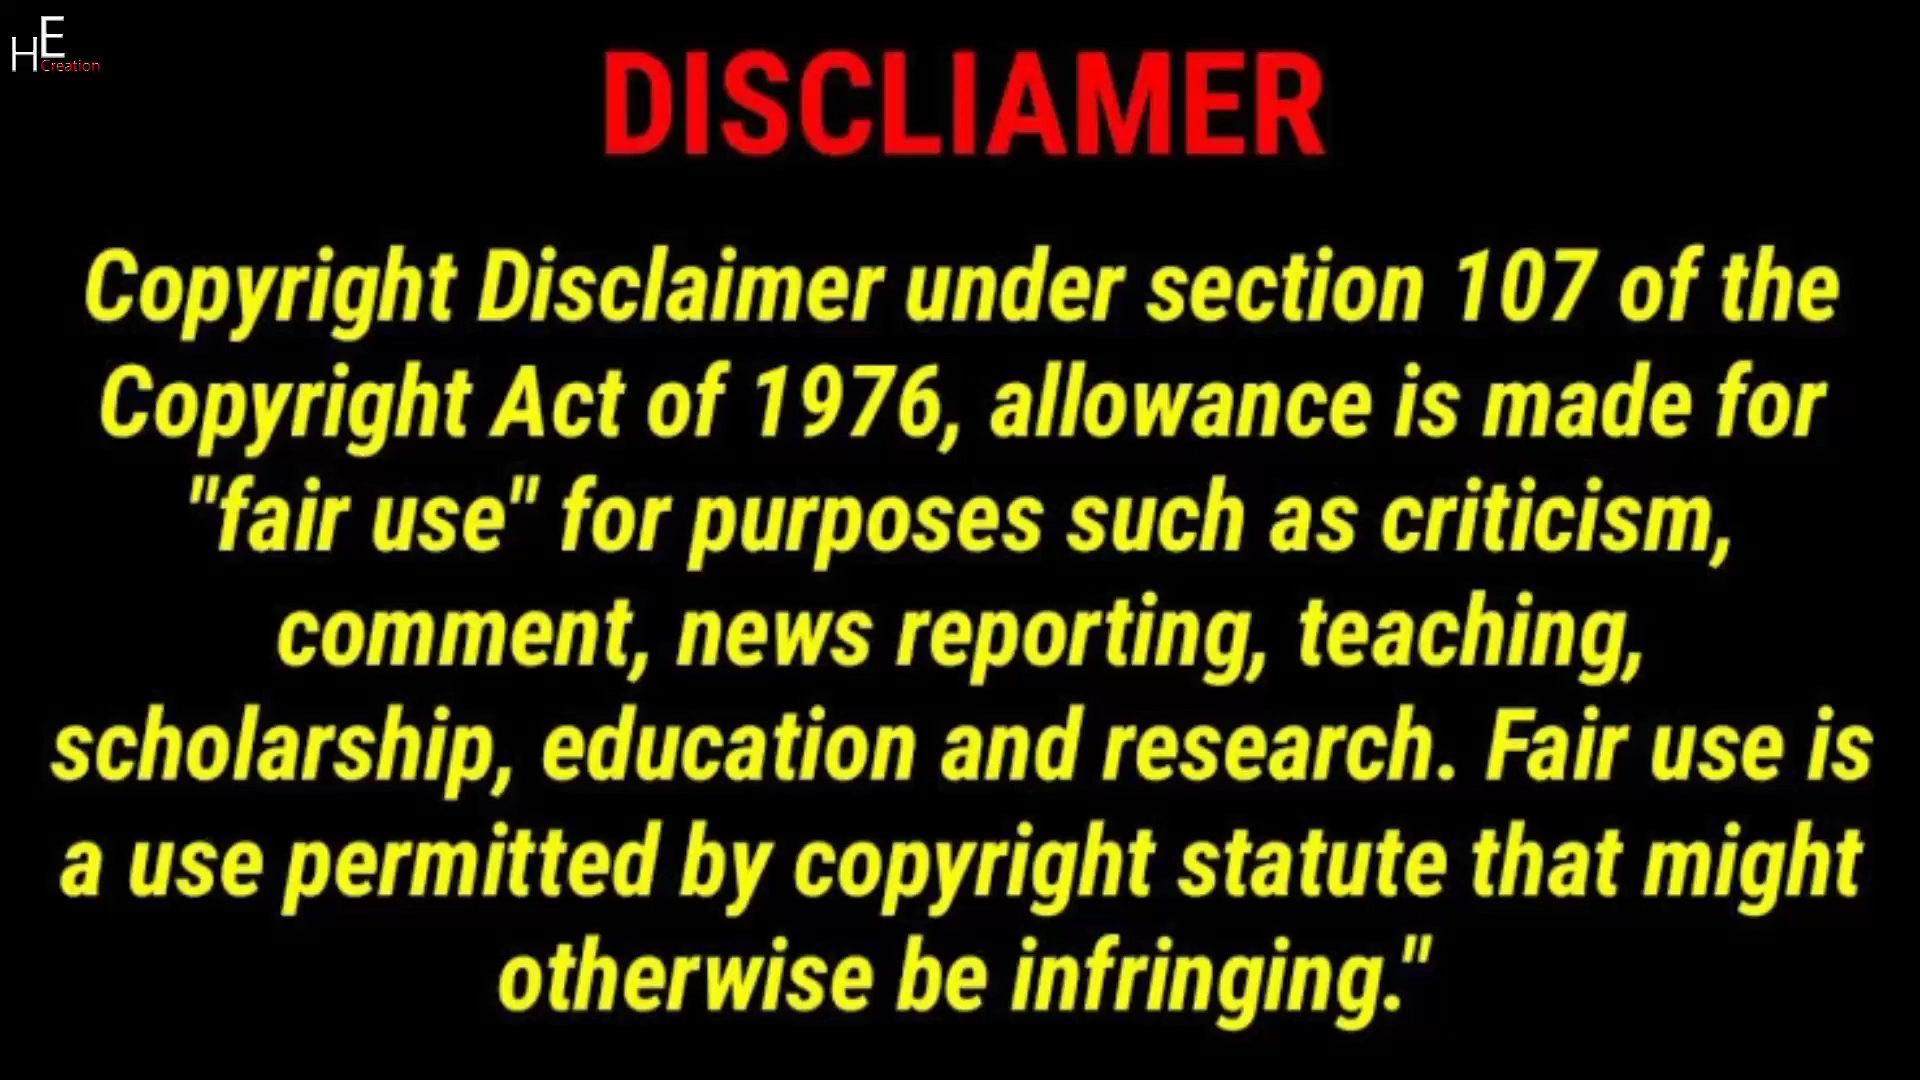 HE
Creation
DISCLIAMER
Copyright Disclaimer under section 107 of the
Copyright Act of 1976, allowance is made for
"fair use" for purposes such as criticism,
comment, news reporting, teaching,
scholarship, education and research. Fair use is
a use permitted by copyright statute that might
otherwise be infringing."